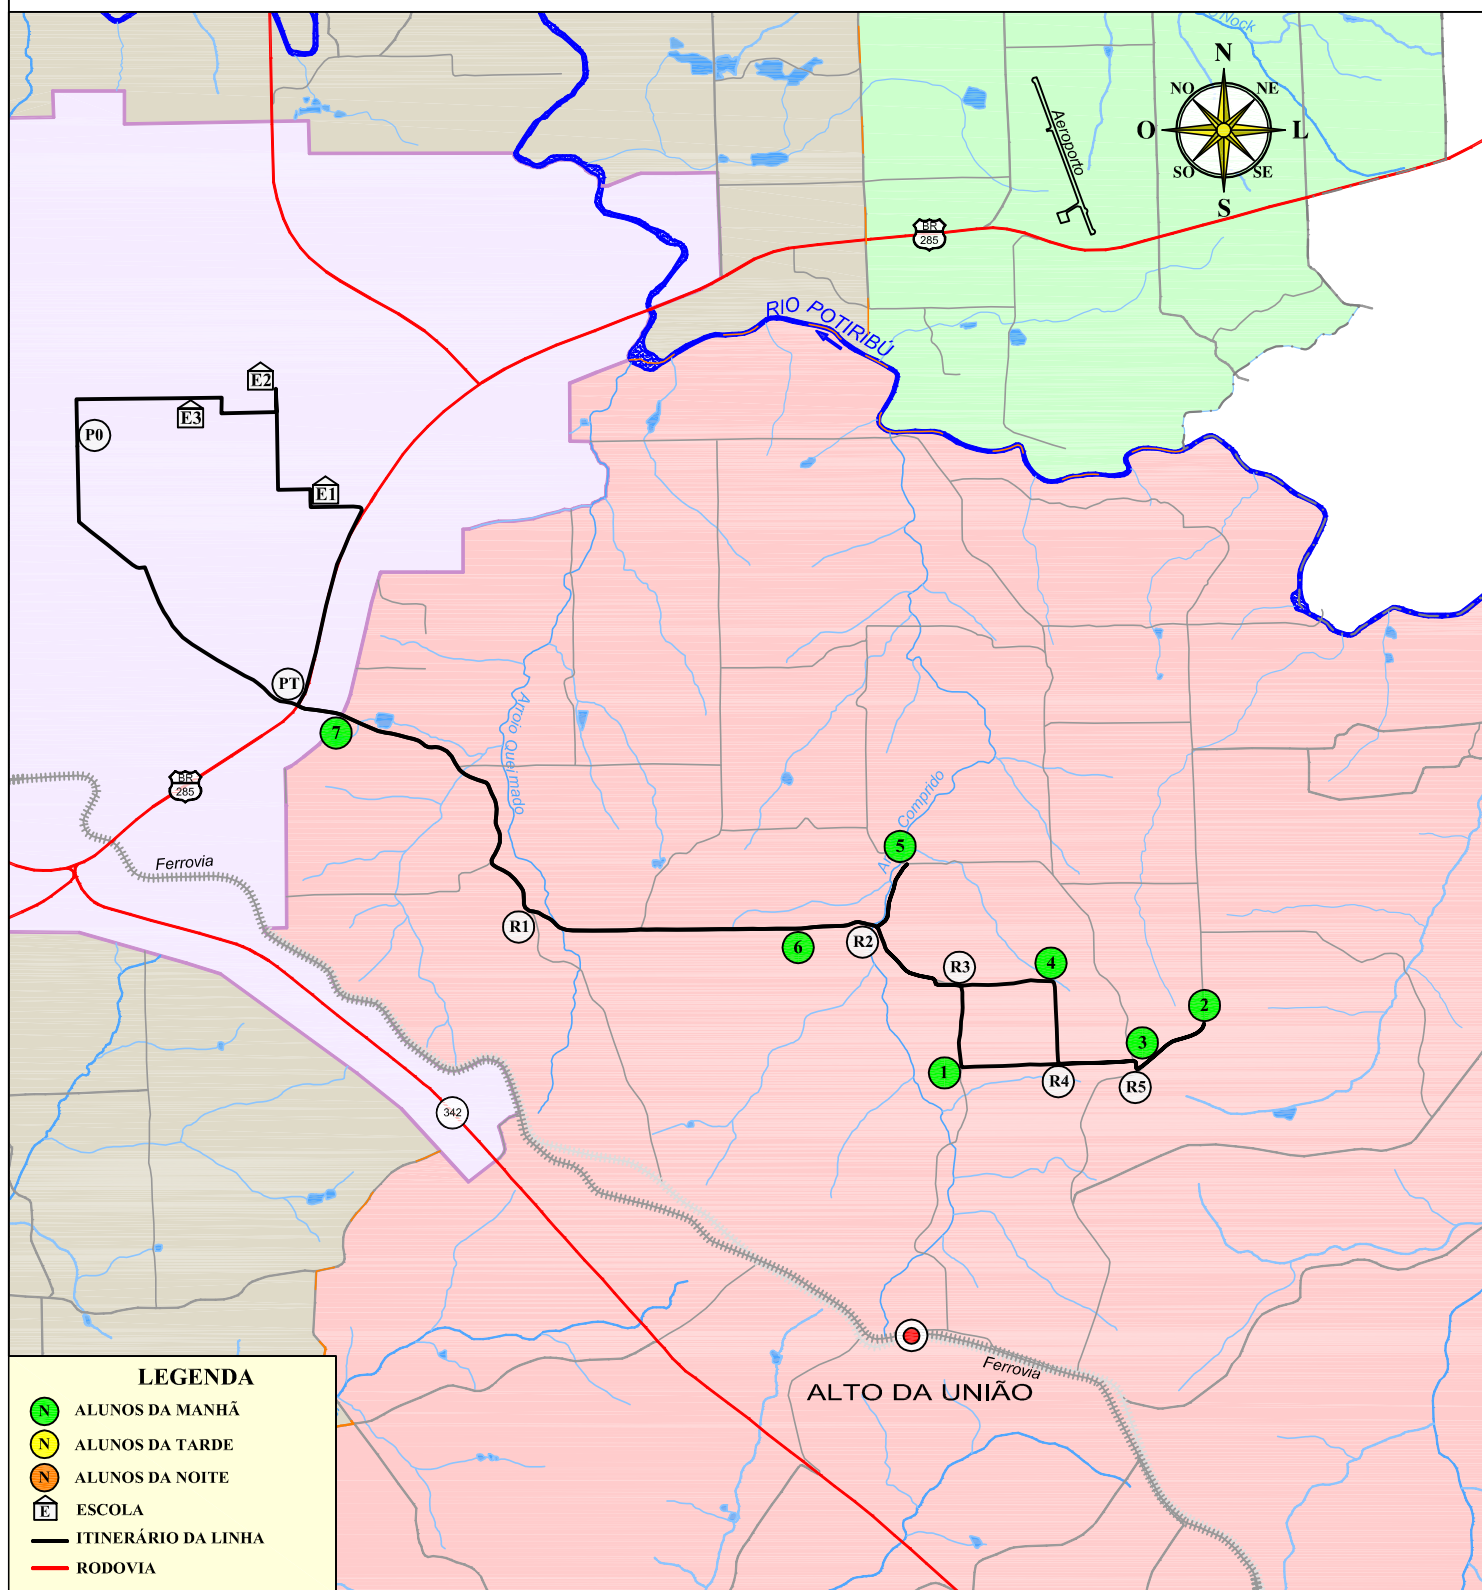 Nock
N
NO
NE
O
L
SO
SE
S
Aeroporto
BR
285
RIO POTIRIBÚ
E2
E3
P0
E1
PT
7
Arroio Queimado
BR
285
Ferrovia
Comprido
5
R1
6
R2
R3
4
2
3
1
R4
R5
342
Ferrovia
ALTO DA UNIÃO
LEGENDA
N ALUNOS DA MANHÃ
N ALUNOS DA TARDE
N ALUNOS DA NOITE
E ESCOLA
ITINERÁRIO DA LINHA
RODOVIA